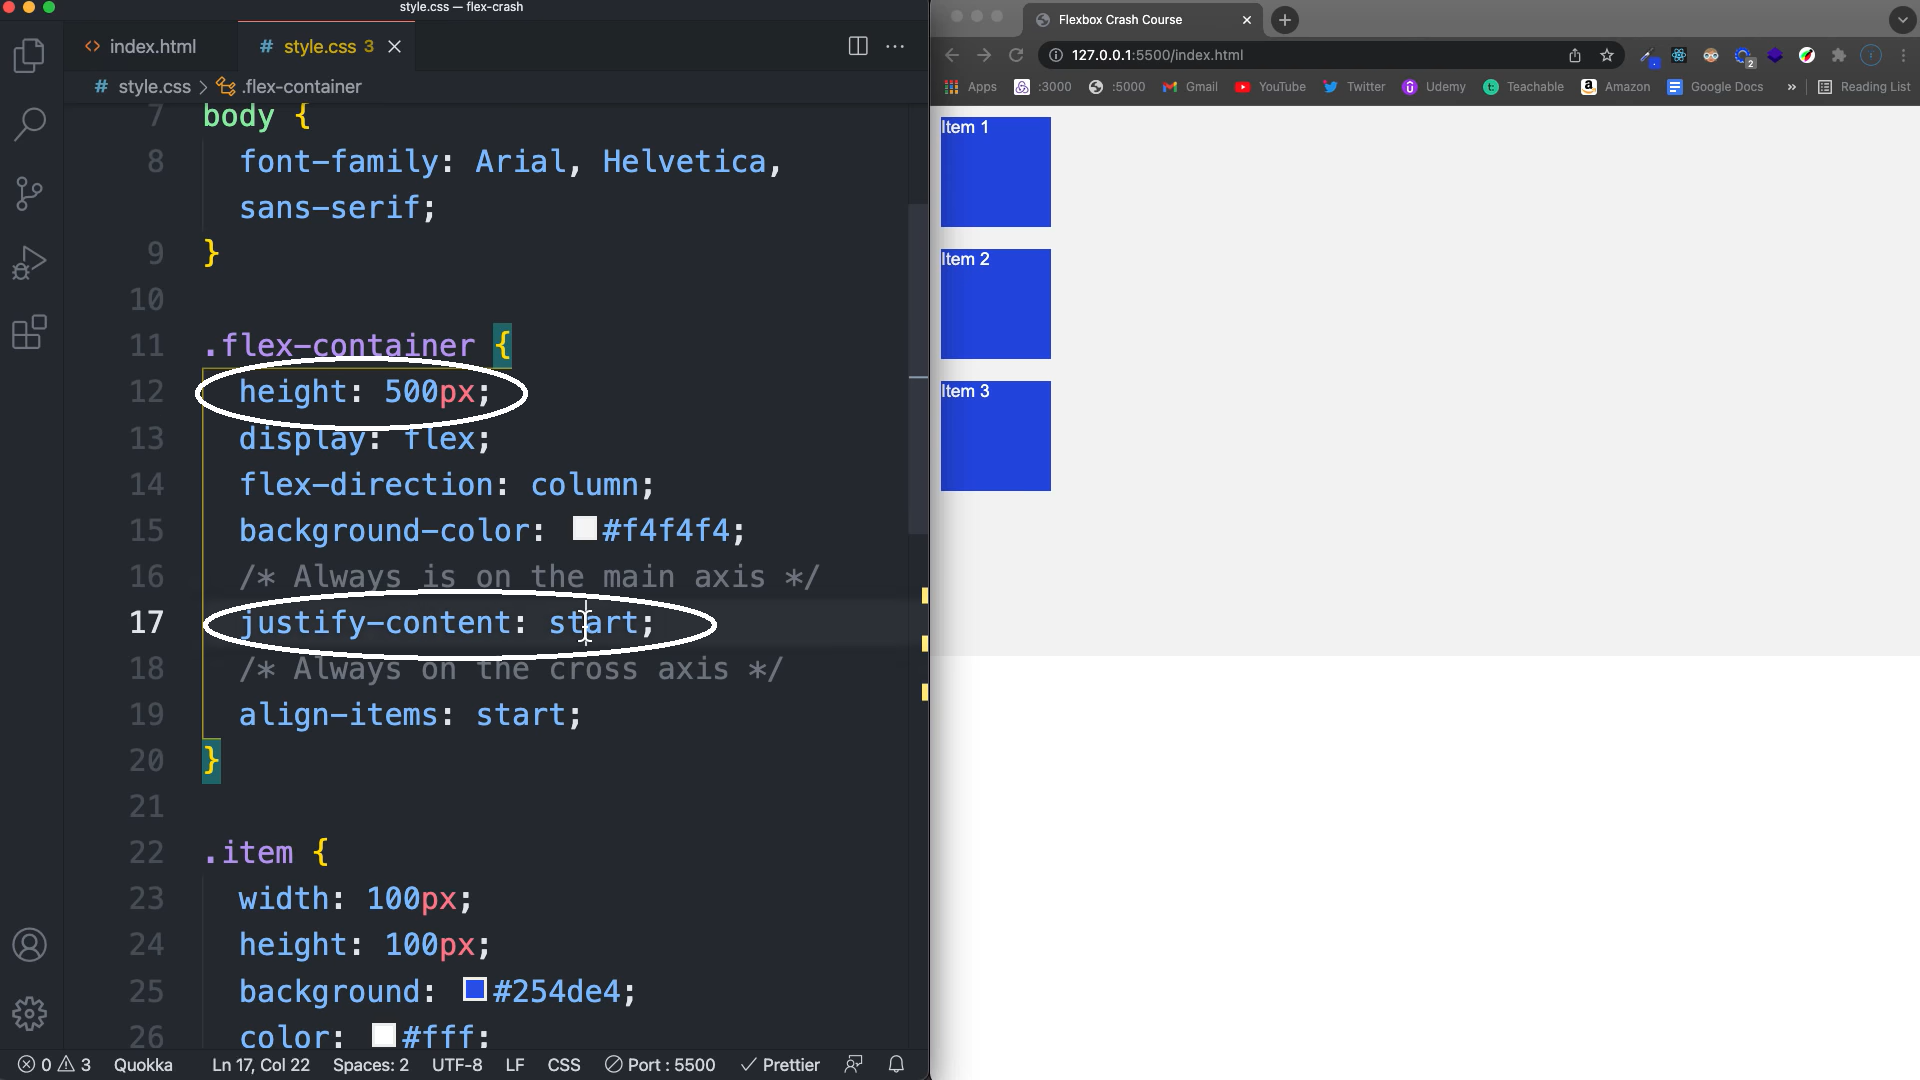 style.css — flex-crash
index.html
style.css 3
style.css > .flex-container
7 body {
8 font-family: Arial, Helvetica,
sans-serif;
9 }
10
11 .flex-container {
12 height: 500px;
13 display: flex;
14 flex-direction: column;
15 background-color: #f4f4f4;
16 /* Always is on the main axis */
17 justify-content: start;
18 /* Always on the cross axis */
19 align-items: start;
20 }
21
22 .item {
23 width: 100px;
24 height: 100px;
25 background: #254de4;
26 color: #fff;
0 3 Quokka Ln 17, Col 22 Spaces: 2 UTF-8 LF CSS Port : 5500 Prettier
Flexbox Crash Course
127.0.0.1:5500/index.html
2
Apps :3000 :5000 Gmail YouTube Twitter Udemy Teachable Amazon Google Docs » Reading List
Item 1
Item 2
Item 3